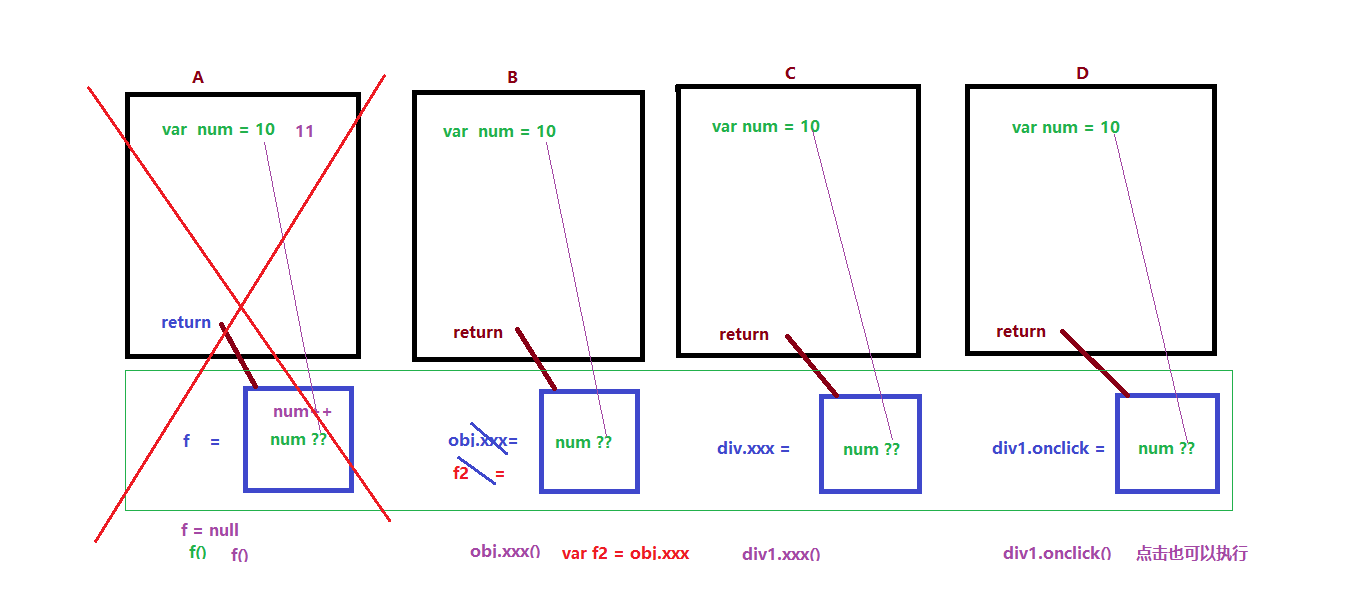 A
B
C
D
var num = 10 11
var num = 10
var num = 10
var num = 10
return
return
return
return
num++
f =
num ??
obj.xxx=
f2 =
num ??
div.xxx =
num ??
div1.onclick =
num ??
f = null
f() f()
obj.xxx() var f2 = obj.xxx
div1.xxx()
div1.onclick() 点击也可以执行